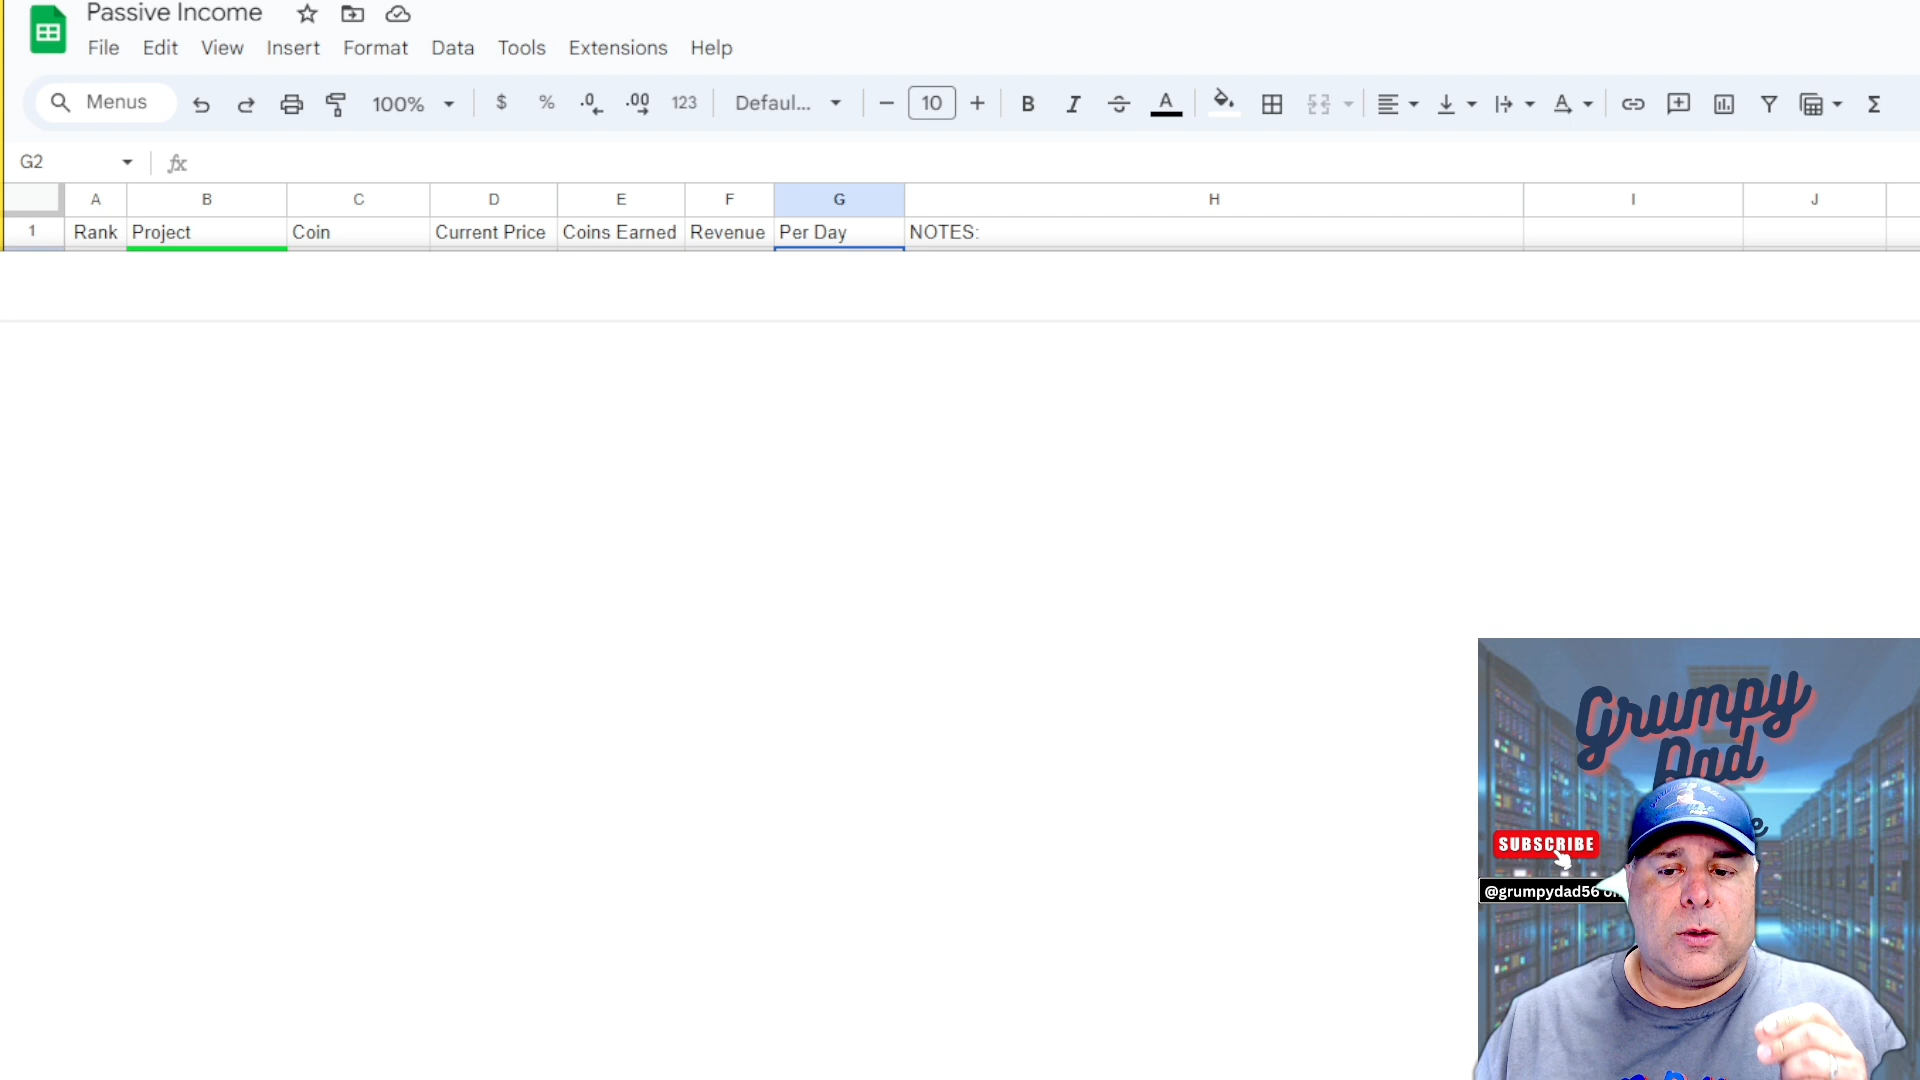 Passive Income
File Edit View Insert Format Data Tools Extensions Help
Menus 100% $ % .0 .00 123 Defaul... 10 B I A A Σ
G2 fx
A B C D E F G H I J
1 Rank Project Coin Current Price Coins Earned Revenue Per Day NOTES:
Grumpy
Dad
SUBSCRIBE
@grumpydad56